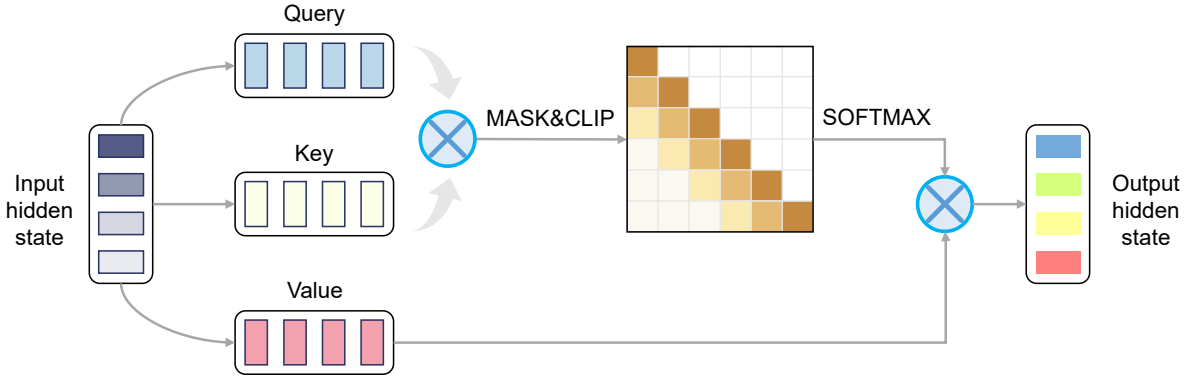 Query
MASK&CLIP
SOFTMAX
Key
Input
hidden
state
Output
hidden
state
Value